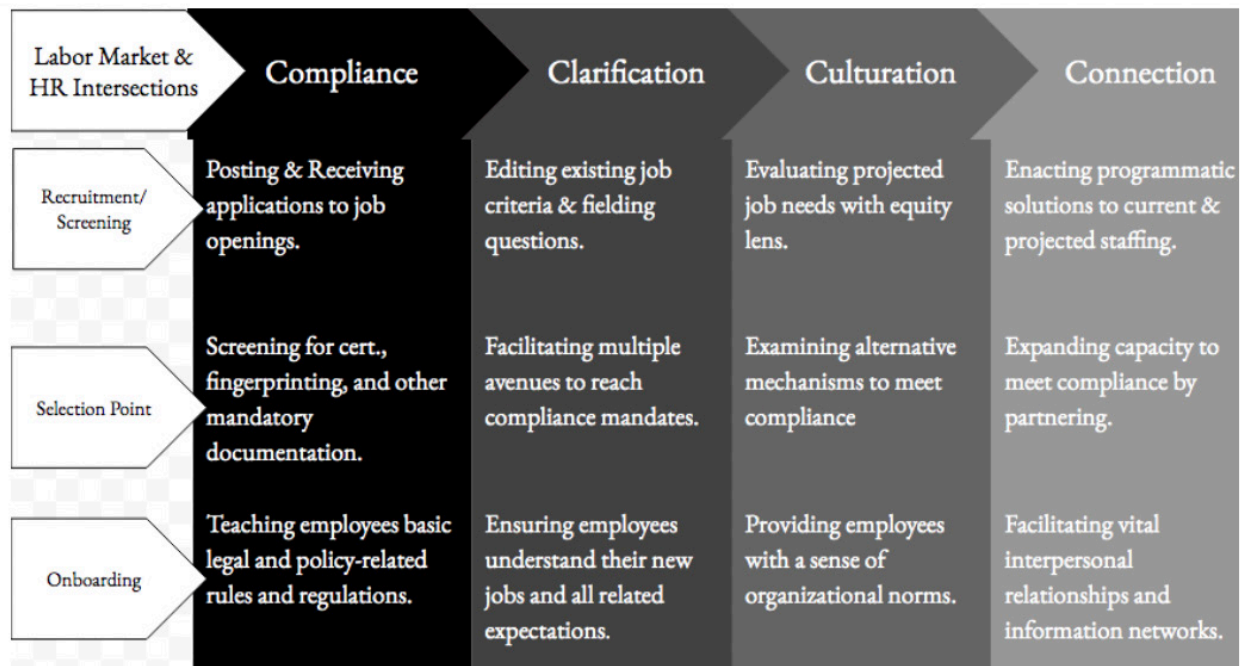 Labor Market &
HR Intersections
Compliance
Clarification
Culturation
Connection
Recruitment/
Screening
Posting & Receiving
applications to job
openings.
Editing existing job
criteria & fielding
questions.
Evaluating projected
job needs with equity
lens.
Enacting programmatic
solutions to current &
projected staffing.
Selection Point
Screening for cert.,
fingerprinting, and other
mandatory
documentation.
Facilitating multiple
avenues to reach
compliance mandates.
Examining alternative
mechanisms to meet
compliance
Expanding capacity to
meet compliance by
partnering.
Onboarding
Teaching employees basic
legal and policy-related
rules and regulations.
Ensuring employees
understand their new
jobs and all related
expectations.
Providing employees
with a sense of
organizational norms.
Facilitating vital
interpersonal
relationships and
information networks.